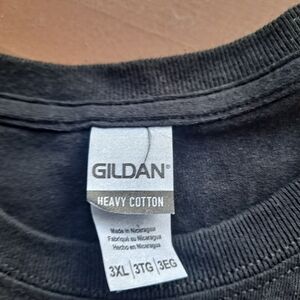 GILDAN®
HEAVY COTTON
Made in Nicaragua
Fabriqué au Nicaragua
Hecho en Nicaragua
3XL | 3TG | 3EG